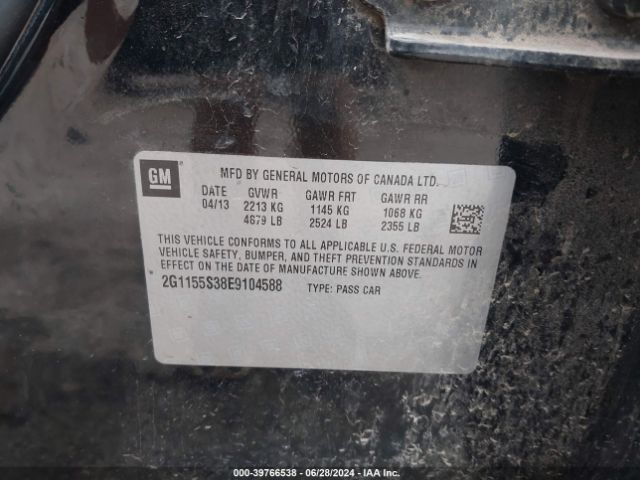 GM
MFD BY GENERAL MOTORS OF CANADA LTD.
DATE GVWR GAWR FRT GAWR RR
04/13 2213 KG 1145 KG 1068 KG
4879 LB 2524 LB 2355 LB
THIS VEHICLE CONFORMS TO ALL APPLICABLE U.S. FEDERAL MOTOR
VEHICLE SAFETY, BUMPER, AND THEFT PREVENTION STANDARDS IN
EFFECT ON THE DATE OF MANUFACTURE SHOWN ABOVE.
2G1155S38E9104588 TYPE: PASS CAR
000-39766538 - 06/28/2024 - IAA Inc.